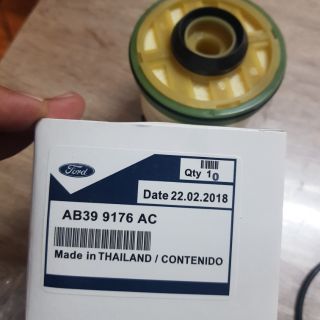 Ford
Qty 10
Date 22.02.2018
AB39 9176 AC
Made in THAILAND / CONTENIDO